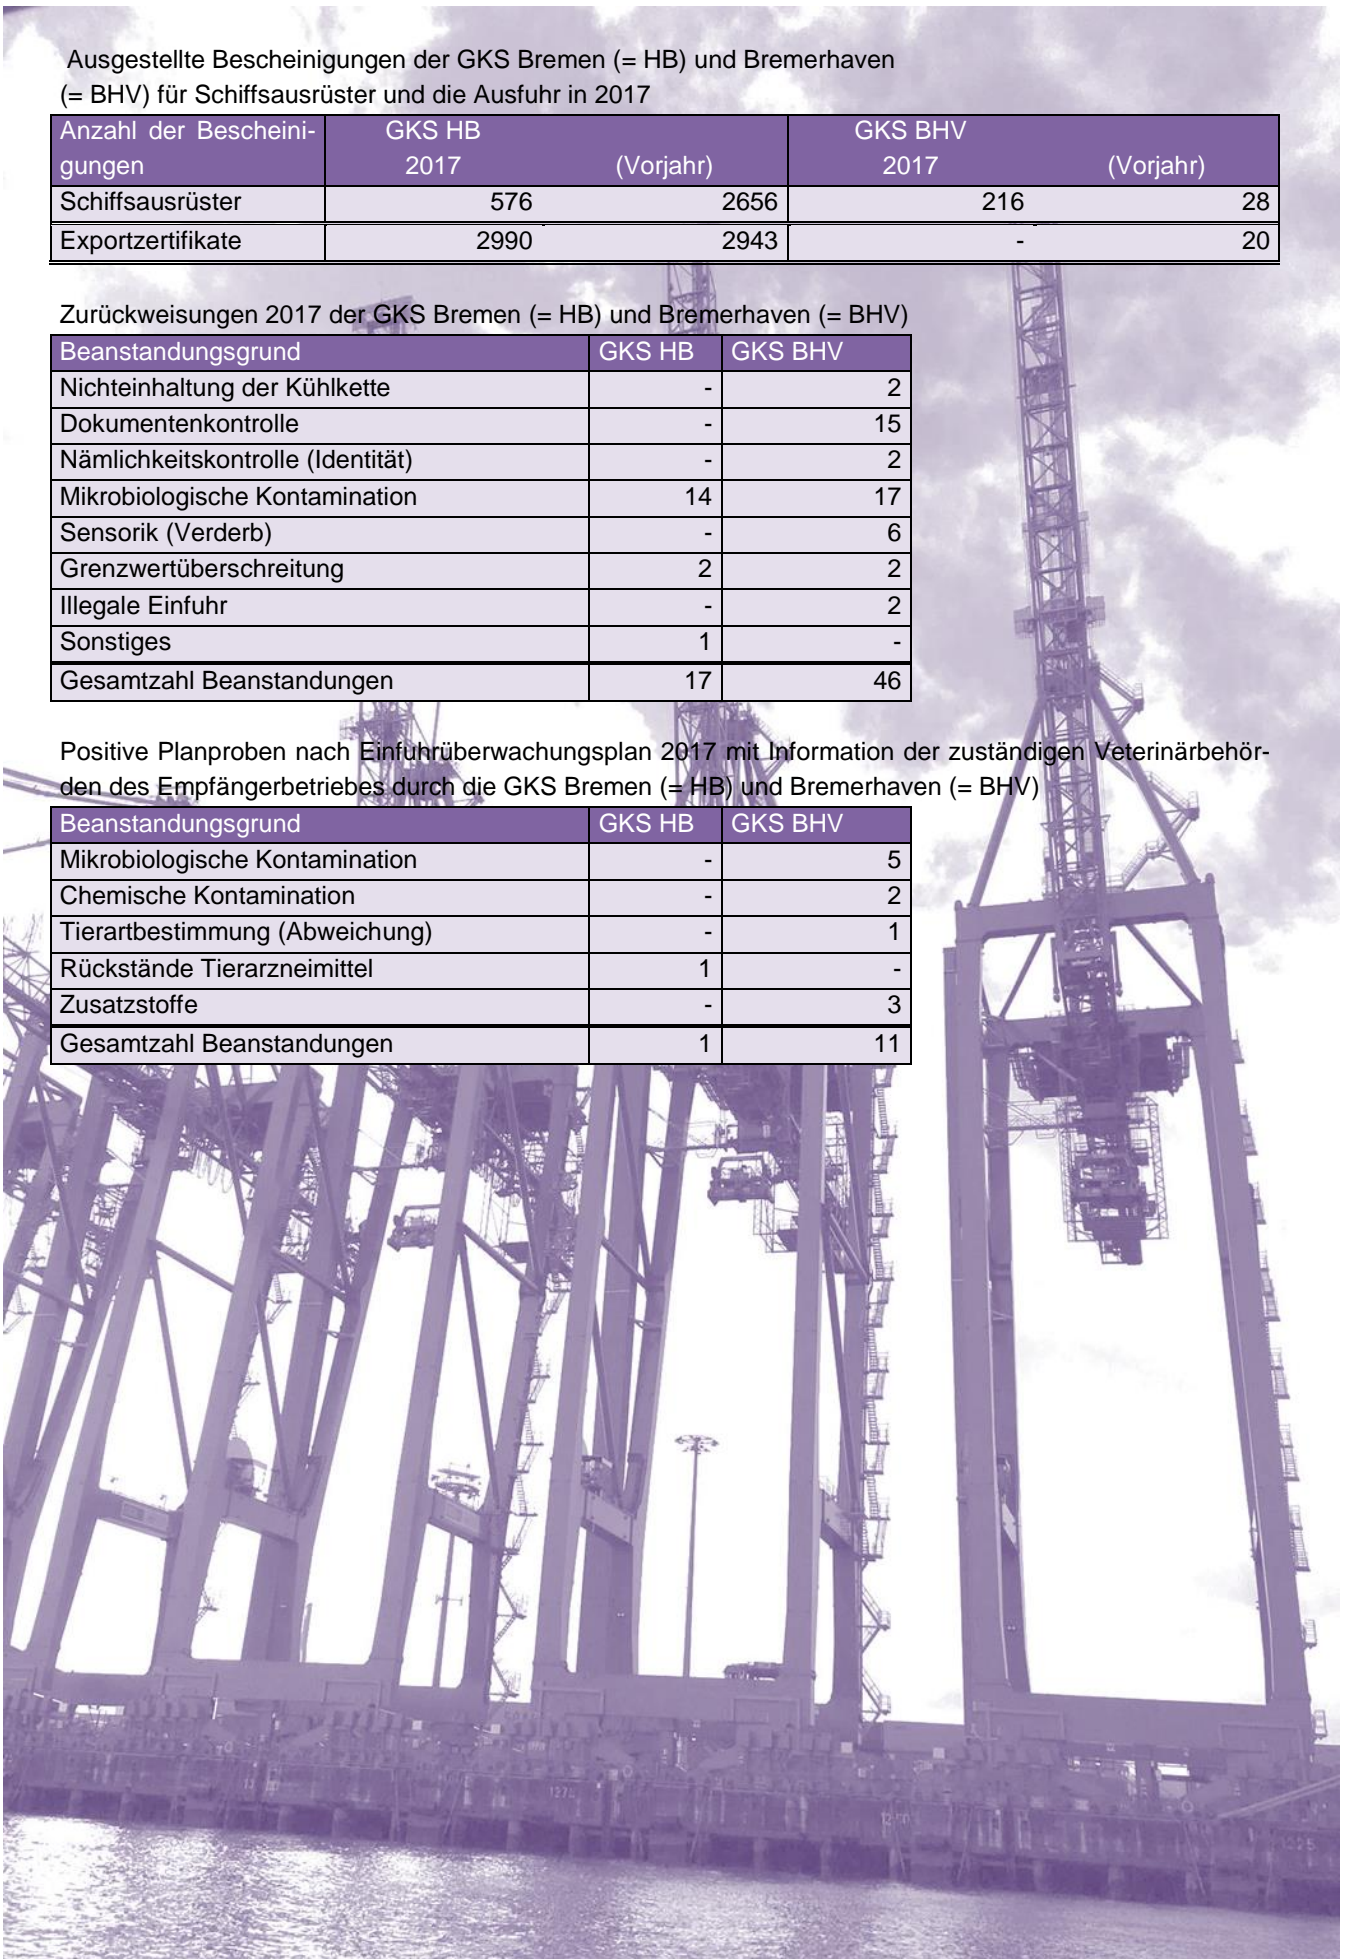 Ausgestellte Bescheinigungen der GKS Bremen (= HB) und Bremerhaven
(= BHV) für Schiffsausrüster und die Ausfuhr in 2017
Anzahl der Bescheini- GKS HB GKS BHV
gungen 2017 (Vorjahr) 2017 (Vorjahr)
Schiffsausrüster 576 2656 216 28
Exportzertifikate 2990 2943 - 20
Zurückweisungen 2017 der GKS Bremen (= HB) und Bremerhaven (= BHV)
Beanstandungsgrund GKS HB GKS BHV
Nichteinhaltung der Kühlkette - 2
Dokumentenkontrolle - 15
Nämlichkeitskontrolle (Identität) - 2
Mikrobiologische Kontamination 14 17
Sensorik (Verderb) - 6
Grenzwertüberschreitung 2 2
Illegale Einfuhr - 2
Sonstiges 1 -
Gesamtzahl Beanstandungen 17 46
Positive Planproben nach Einfuhrüberwachungsplan 2017 mit Information der zuständigen Veterinärbehör-
den des Empfängerbetriebes durch die GKS Bremen (= HB) und Bremerhaven (= BHV)
Beanstandungsgrund GKS HB GKS BHV
Mikrobiologische Kontamination - 5
Chemische Kontamination - 2
Tierartbestimmung (Abweichung) - 1
Rückstände Tierarzneimittel 1 -
Zusatzstoffe - 3
Gesamtzahl Beanstandungen 1 11